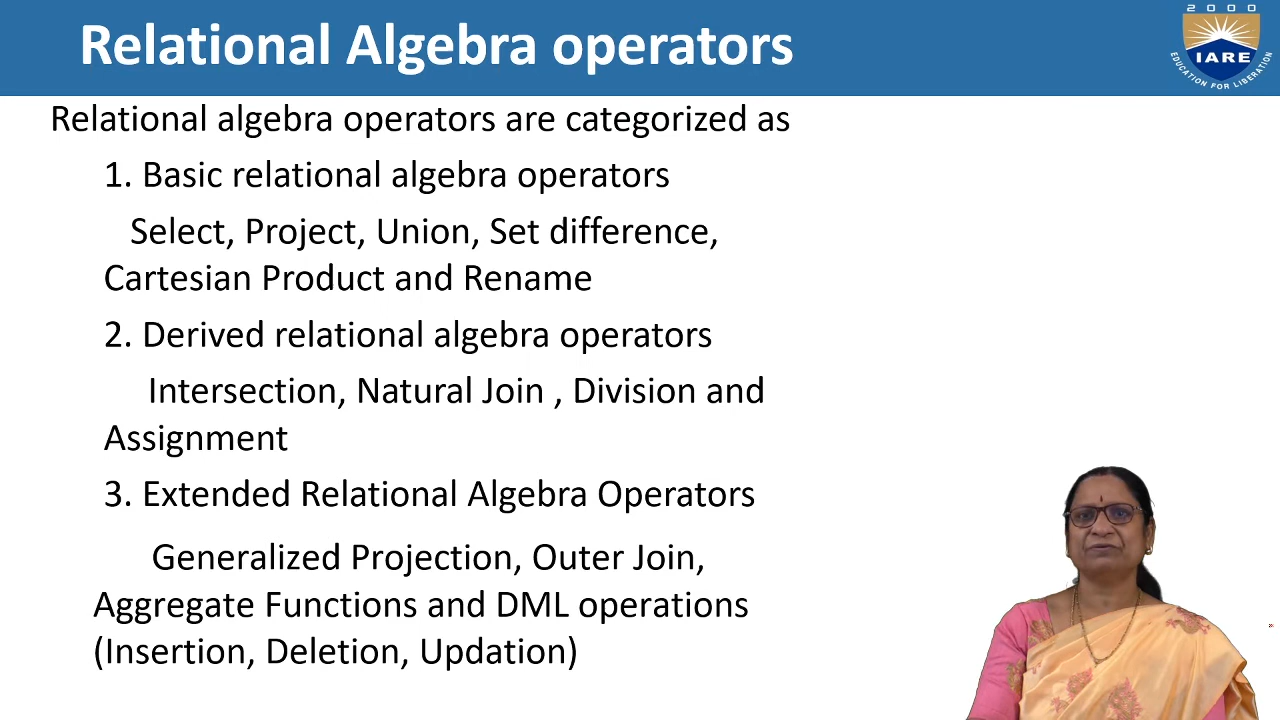 Relational Algebra operators
2000
IARE
EDUCATION FOR LIBERATION
Relational algebra operators are categorized as
1. Basic relational algebra operators
Select, Project, Union, Set difference,
Cartesian Product and Rename
2. Derived relational algebra operators
Intersection, Natural Join , Division and
Assignment
3. Extended Relational Algebra Operators
Generalized Projection, Outer Join,
Aggregate Functions and DML operations
(Insertion, Deletion, Updation)